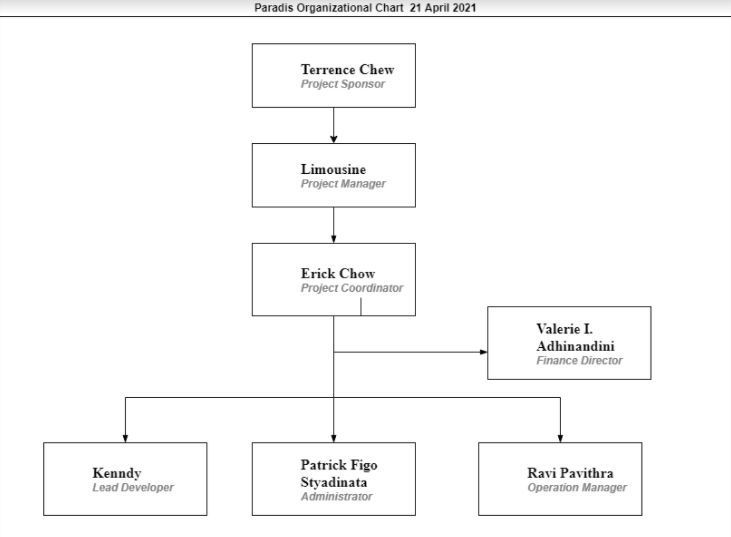 Paradis Organizational Chart 21 April 2021
Terrence Chew
Project Sponsor
Limousine
Project Manager
Erick Chow
Project Coordinator
Valerie I.
Adhinandini
Finance Director
Kenndy
Lead Developer
Patrick Figo
Styadinata
Administrator
Ravi Pavithra
Operation Manager